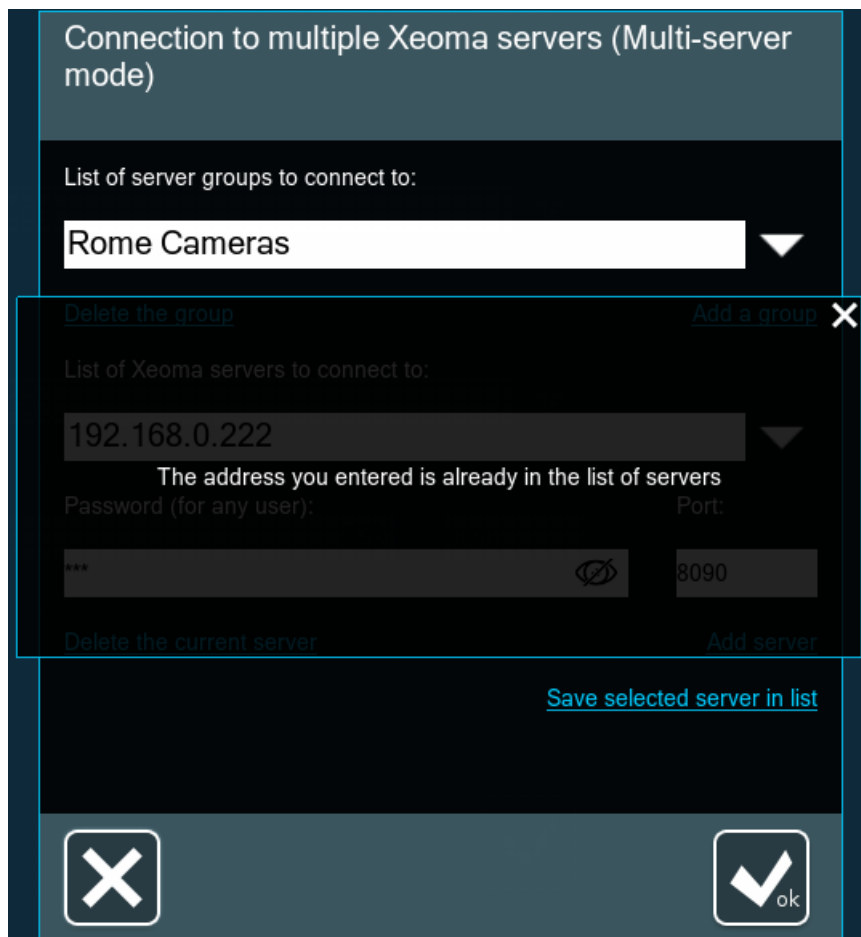 Connection to multiple Xeoma servers (Multi-server
mode)
List of server groups to connect to:
Rome Cameras
Delete the group
Add a group
List of Xeoma servers to connect to:
192.168.0.222
The address you entered is already in the list of servers
Password (for any user):
Port:
***
8090
Delete the current server
Add server
Save selected server in list
ok